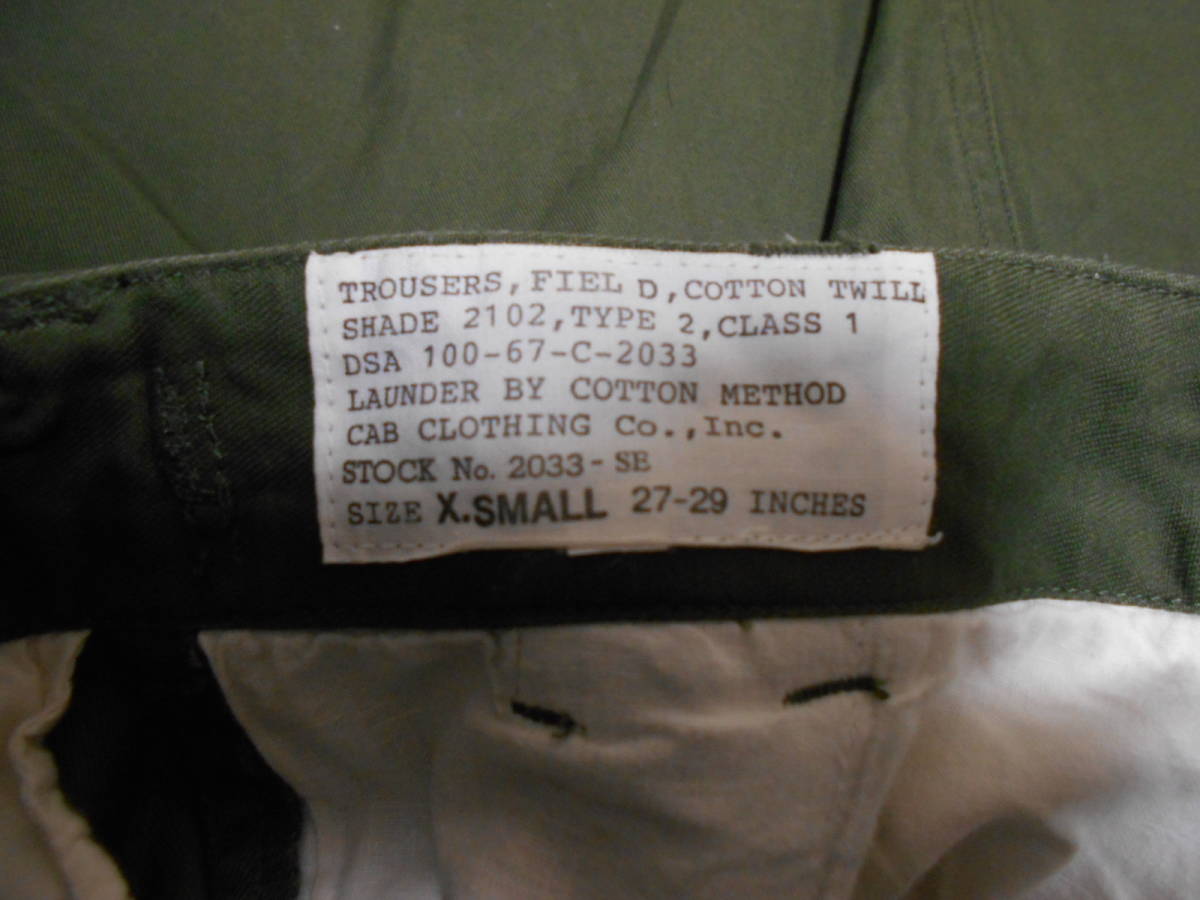 TROUSERS, FIEL D, COTTON TWILL
SHADE 2102, TYPE 2, CLASS 1
DSA 100-67-C-2033
LAUNDER BY COTTON METHOD
CAB CLOTHING Co., Inc.
STOCK No. 2033-SE
SIZE X.SMALL 27-29 INCHES